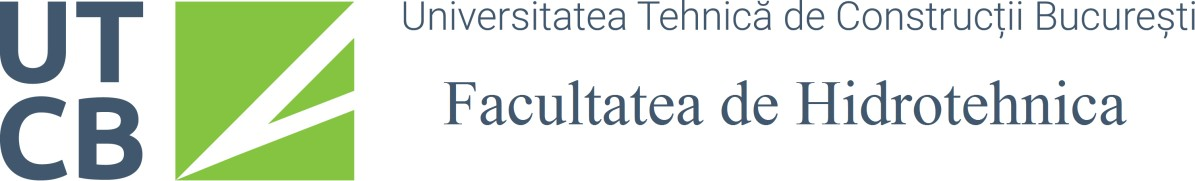 UT
CB
Universitatea Tehnică de Construcții București
Facultatea de Hidrotehnica